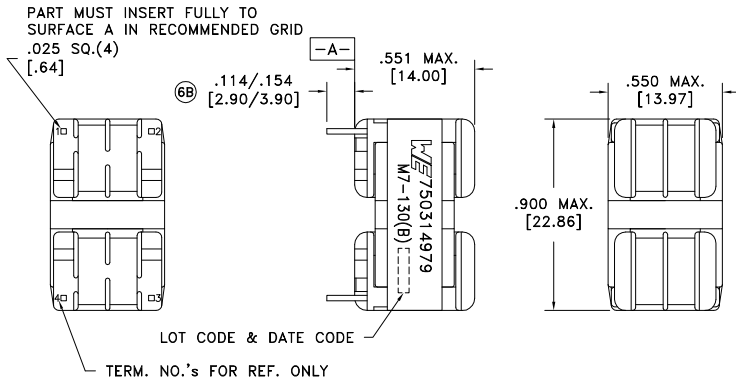 PART MUST INSERT FULLY TO
SURFACE A IN RECOMMENDED GRID
.025 SQ.(4)
[.64]
-A-
.551 MAX.
[14.00]
6B
.114/.154
[2.90/3.90]
.550 MAX.
[13.97]
1
2
WE 750314979
M7-130(B)
.900 MAX.
[22.86]
4
3
LOT CODE & DATE CODE
TERM. NO.'s FOR REF. ONLY